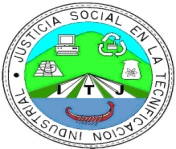 JUSTICIA SOCIAL EN LA TECNIFICACION INDUSTRIAL
I T J